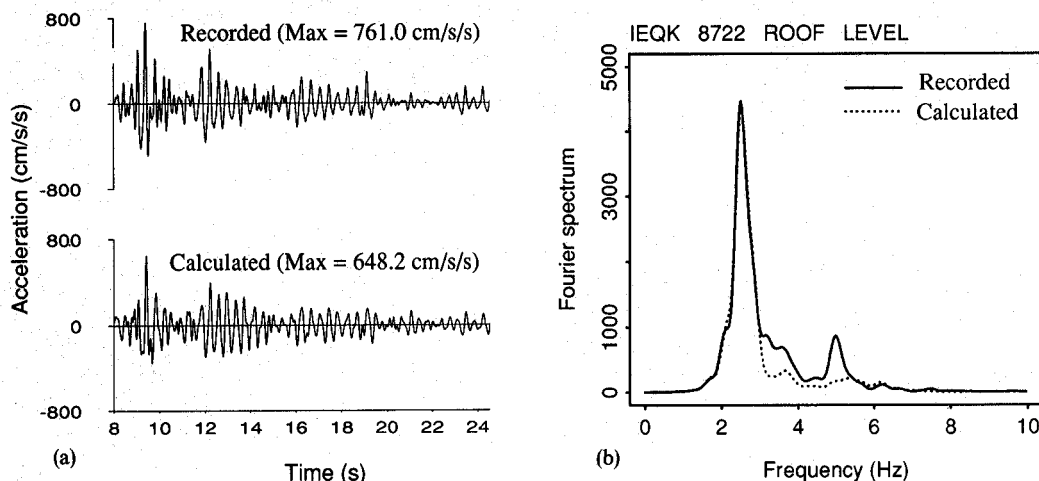 800
Recorded (Max = 761.0 cm/s/s)
0
-800
800
Calculated (Max = 648.2 cm/s/s)
0
-800
Acceleration (cm/s/s)
8 10 12 14 16 18 20 22 24
(a)
Time (s)
IEQK 8722 ROOF LEVEL
5000
3000
1000
0
Fourier spectrum
Recorded
Calculated
0 2 4 6 8 10
(b)
Frequency (Hz)